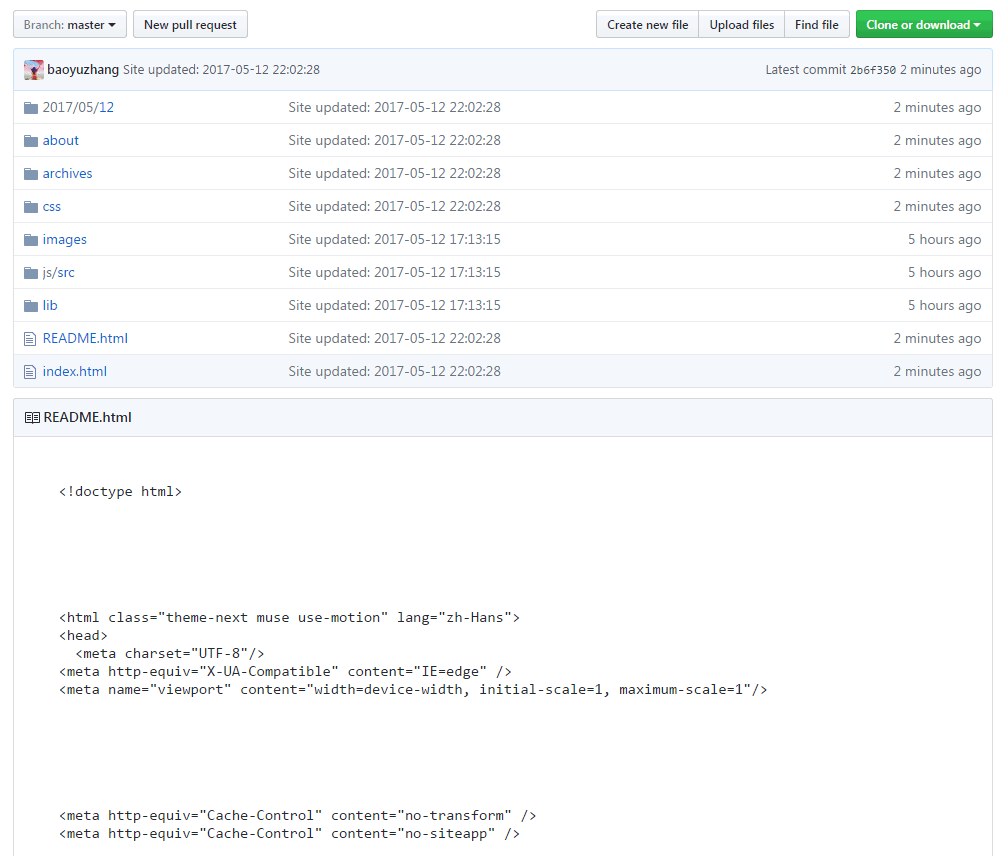 Branch: master New pull request Create new file Upload files Find file Clone or download
baoyuzhang Site updated: 2017-05-12 22:02:28 Latest commit 2b6f350 2 minutes ago
2017/05/12 Site updated: 2017-05-12 22:02:28 2 minutes ago
about Site updated: 2017-05-12 22:02:28 2 minutes ago
archives Site updated: 2017-05-12 22:02:28 2 minutes ago
css Site updated: 2017-05-12 22:02:28 2 minutes ago
images Site updated: 2017-05-12 17:13:15 5 hours ago
js/src Site updated: 2017-05-12 17:13:15 5 hours ago
lib Site updated: 2017-05-12 17:13:15 5 hours ago
README.html Site updated: 2017-05-12 22:02:28 2 minutes ago
index.html Site updated: 2017-05-12 22:02:28 2 minutes ago
README.html
<!doctype html>
<html class="theme-next muse use-motion" lang="zh-Hans">
<head>
<meta charset="UTF-8"/>
<meta http-equiv="X-UA-Compatible" content="IE=edge" />
<meta name="viewport" content="width=device-width, initial-scale=1, maximum-scale=1"/>
<meta http-equiv="Cache-Control" content="no-transform" />
<meta http-equiv="Cache-Control" content="no-siteapp" />